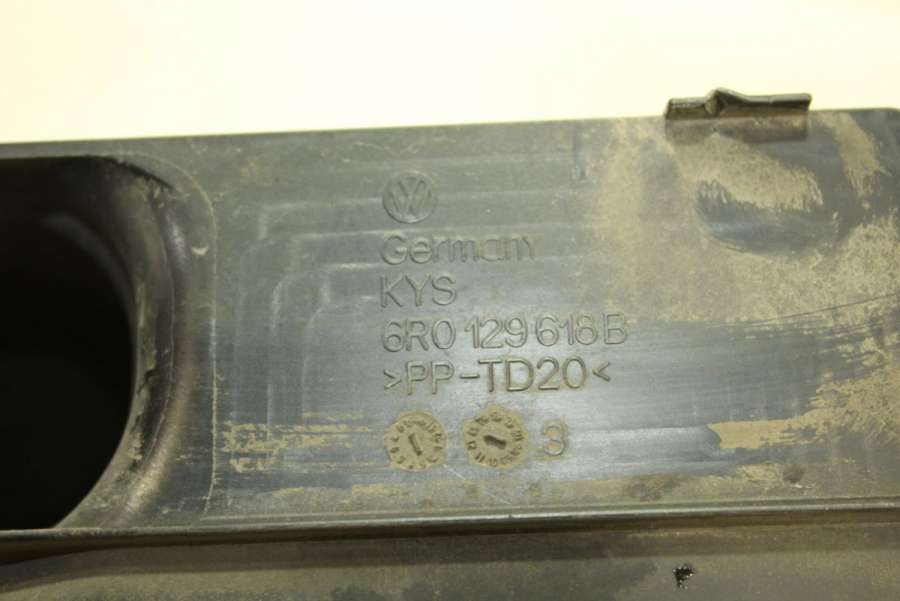 Germany
KYS
6R0 129 618 B
>PP-TD20<
3